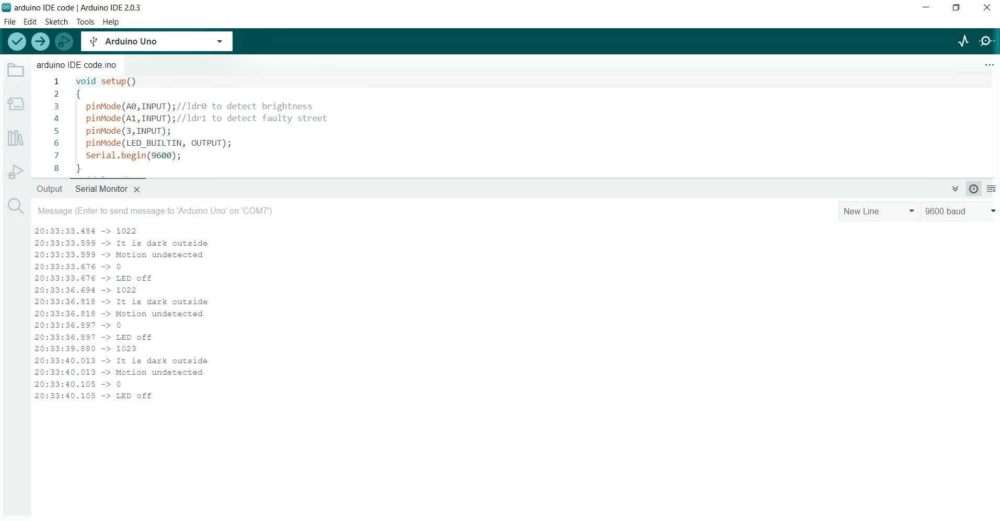 arduino IDE code | Arduino IDE 2.0.3
File Edit Sketch Tools Help
Arduino Uno
arduino IDE code.ino
1 void setup()
2 {
3 pinMode(A0,INPUT);//ldr0 to detect brightness
4 pinMode(A1,INPUT);//ldr1 to detect faulty street
5 pinMode(3,INPUT);
6 pinMode(LED_BUILTIN, OUTPUT);
7 Serial.begin(9600);
8 }
Output Serial Monitor
Message (Enter to send message to 'Arduino Uno' on 'COM7')
New Line 9600 baud
20:33:33.484 -> 1022
20:33:33.599 -> It is dark outside
20:33:33.599 -> Motion undetected
20:33:33.676 -> 0
20:33:33.676 -> LED off
20:33:36.694 -> 1022
20:33:36.818 -> It is dark outside
20:33:36.818 -> Motion undetected
20:33:36.897 -> 0
20:33:36.897 -> LED off
20:33:39.880 -> 1023
20:33:40.013 -> It is dark outside
20:33:40.013 -> Motion undetected
20:33:40.105 -> 0
20:33:40.105 -> LED off